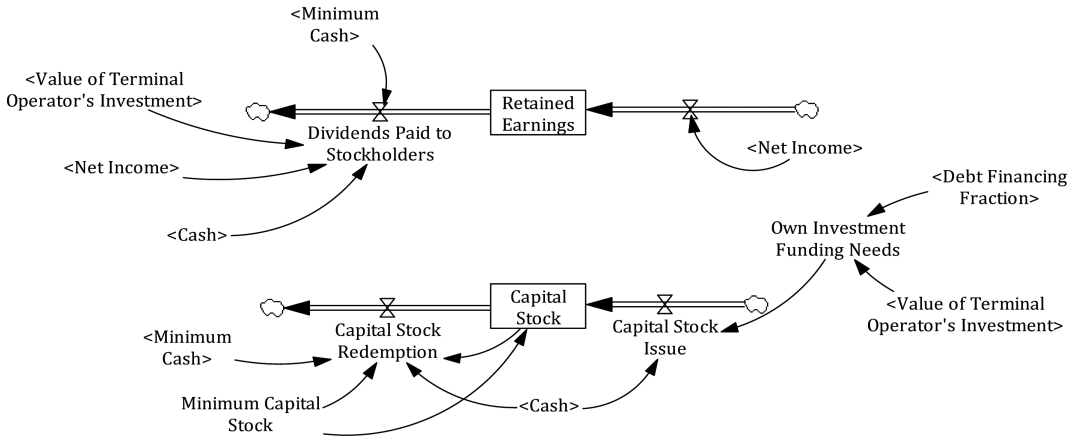 <Minimum
Cash>
<Value of Terminal
Operator's Investment>
Retained
Earnings
Dividends Paid to
Stockholders
<Net Income>
<Net Income>
<Cash>
<Debt Financing
Fraction>
Own Investment
Funding Needs
Capital
Stock
<Value of Terminal
Operator's Investment>
Capital Stock
Redemption
Capital Stock
Issue
<Minimum
Cash>
Minimum Capital
Stock
<Cash>